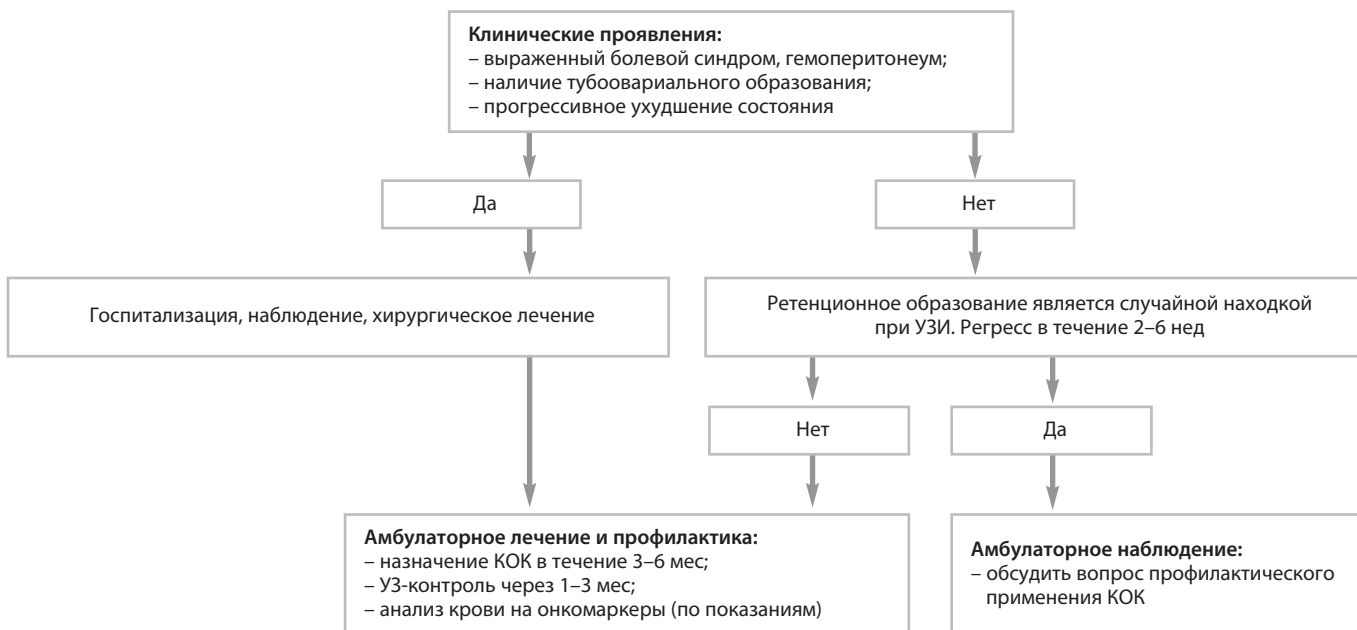 Клинические проявления:
– выраженный болевой синдром, гемоперитонеум;
– наличие тубоовариального образования;
– прогрессивное ухудшение состояния
Да
Нет
Госпитализация, наблюдение, хирургическое лечение
Ретенционное образование является случайной находкой
при УЗИ. Регресс в течение 2–6 нед
Нет
Да
Амбулаторное лечение и профилактика:
– назначение КОК в течение 3–6 мес;
– УЗ-контроль через 1–3 мес;
– анализ крови на онкомаркеры (по показаниям)
Амбулаторное наблюдение:
– обсудить вопрос профилактического
применения КОК